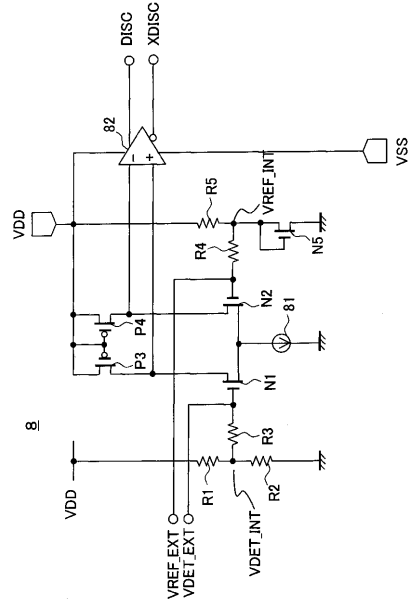 8
VDD
VDD
DISC
XDISC
82
−
+
P3
P4
R5
R4
VREF_INT
N5
VSS
N2
N1
81
R3
R1
R2
VREF_EXT
VDET_EXT
VDET_INT